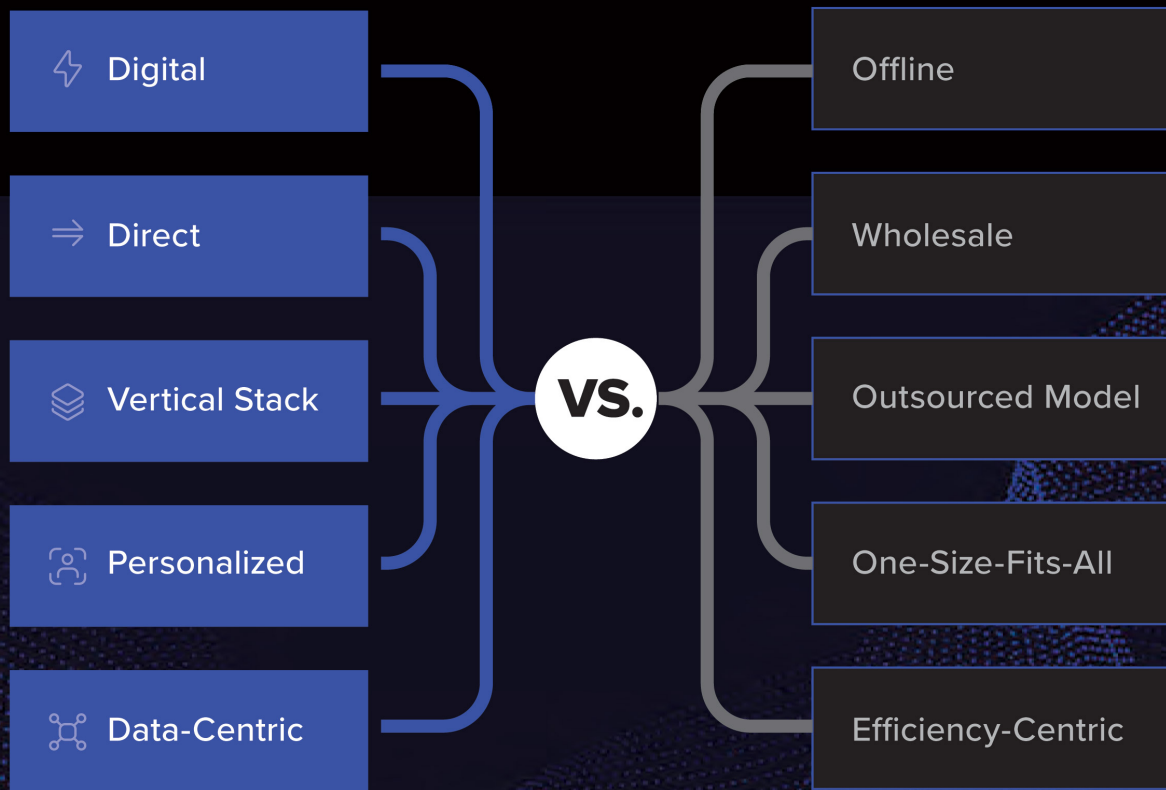 Digital
Direct
Vertical Stack
Personalized
Data-Centric
VS.
Offline
Wholesale
Outsourced Model
One-Size-Fits-All
Efficiency-Centric